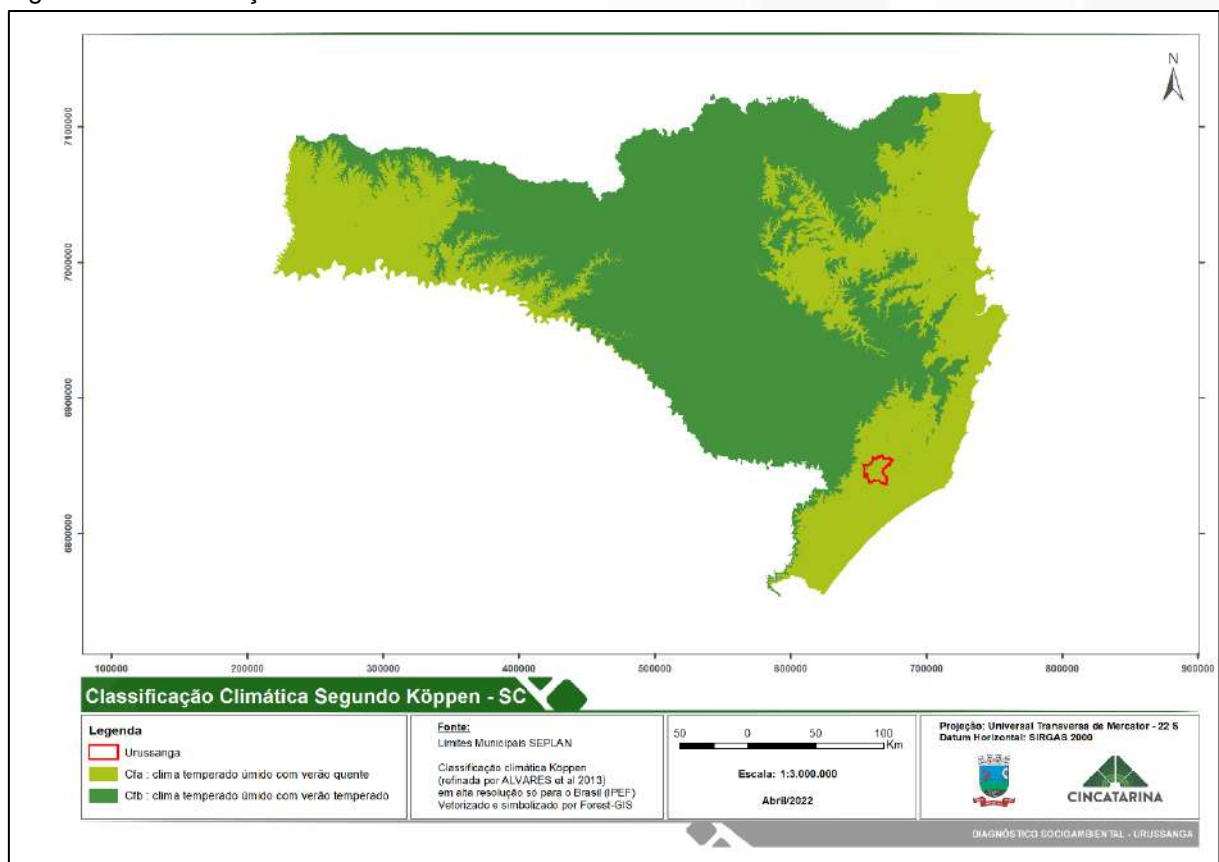 N
7100000
7000000
6900000
6800000
100000 200000 300000 400000 500000 600000 700000 800000 900000
Classificação Climática Segundo Köppen - SC
Legenda
Urussanga
Cfa : clima temperado úmido com verão quente
Cfb : clima temperado úmido com verão temperado
Fonte:
Limites Municipais SEPLAN
Classificação climática Köppen
(refinada por ALVARES et al 2013)
em alta resolução só para o Brasil (IPEF)
Vetorizado e simbolizado por Forest-GIS
50 0 50 100
Km
Escala: 1:3.000.000
Abril/2022
Projeção: Universal Transversa de Mercator - 22 S
Datum Horizontal: SIRGAS 2000
CINCATARINA
DIAGNÓSTICO SOCIOAMBIENTAL - URUSSANGA